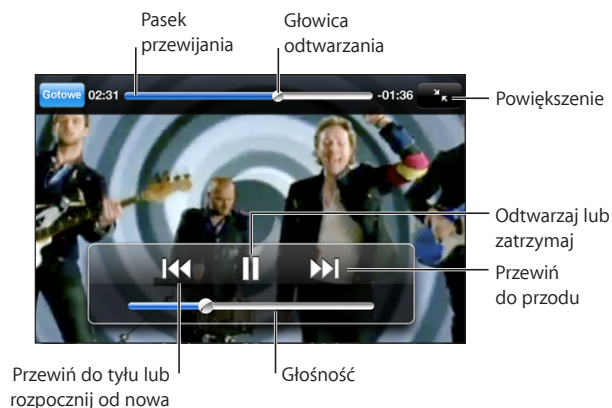 Pasek
przewijania
Głowica
odtwarzania
Gotowe 02:31 -01:36
Powiększenie
Odtwarzaj lub
zatrzymaj
Przewiń
do przodu
Przewiń do tyłu lub
rozpocznij od nowa
Głośność